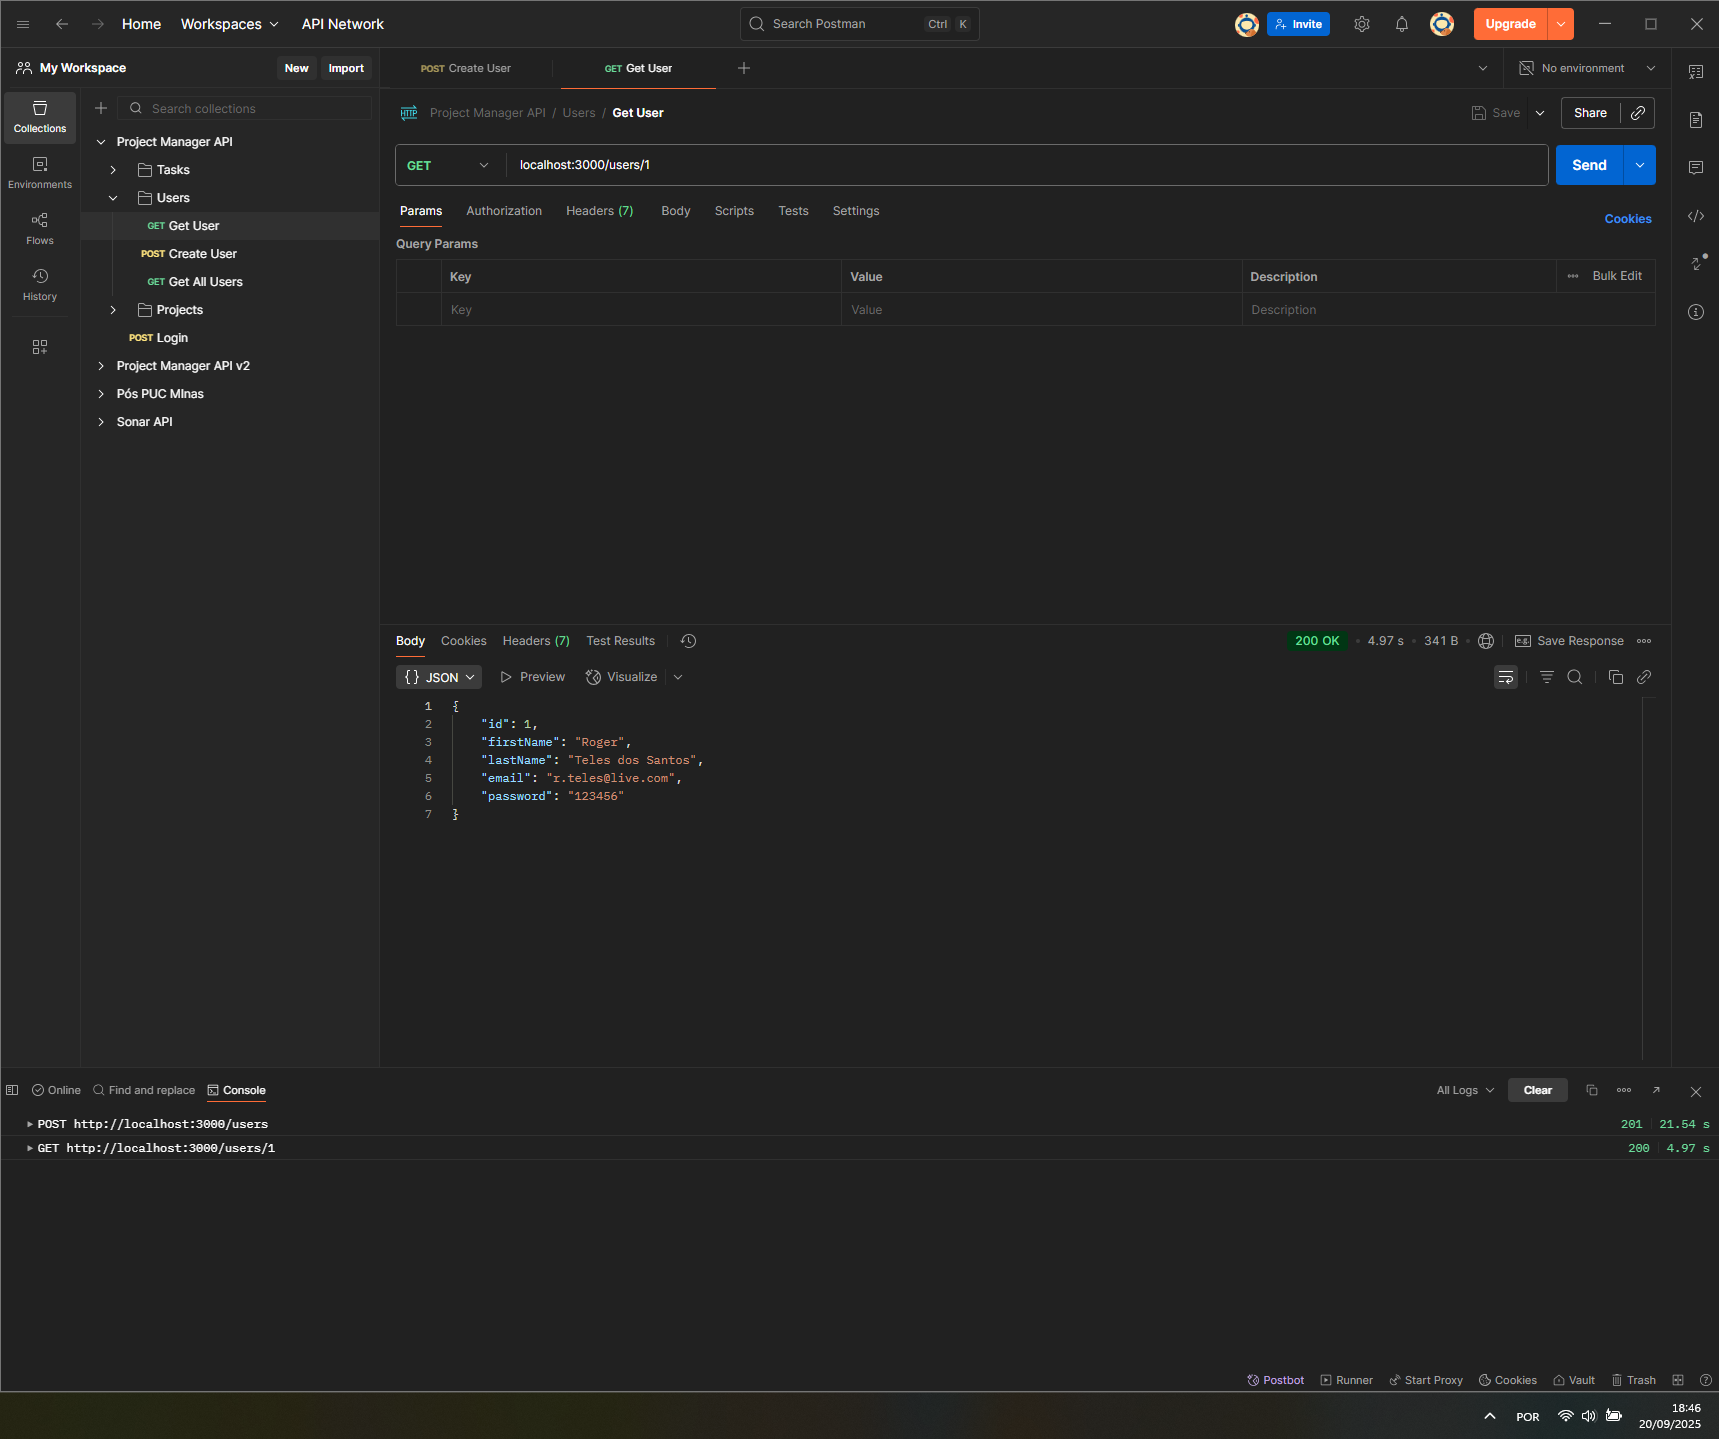 Home Workspaces API Network Search Postman Ctrl K Invite Upgrade
My Workspace New Import POST Create User GET Get User No environment
Collections
Environments
Flows
History
Search collections
Project Manager API
Tasks
Users
GET Get User
POST Create User
GET Get All Users
Projects
POST Login
Project Manager API v2
Pós PUC MInas
Sonar API
HTTP Project Manager API / Users / Get User Save Share
GET localhost:3000/users/1 Send
Params Authorization Headers (7) Body Scripts Tests Settings Cookies
Query Params
Key Value Description Bulk Edit
Key Value Description
Body Cookies Headers (7) Test Results 200 OK • 4.97 s • 341 B • e.g. Save Response
{} JSON Preview Visualize
1 {
2 "id": 1,
3 "firstName": "Roger",
4 "lastName": "Teles dos Santos",
5 "email": "r.teles@live.com",
6 "password": "123456"
7 }
Online Find and replace Console All Logs Clear
POST http://localhost:3000/users 201 21.54 s
GET http://localhost:3000/users/1 200 4.97 s
Postbot Runner Start Proxy Cookies Vault Trash
POR 18:46
20/09/2025